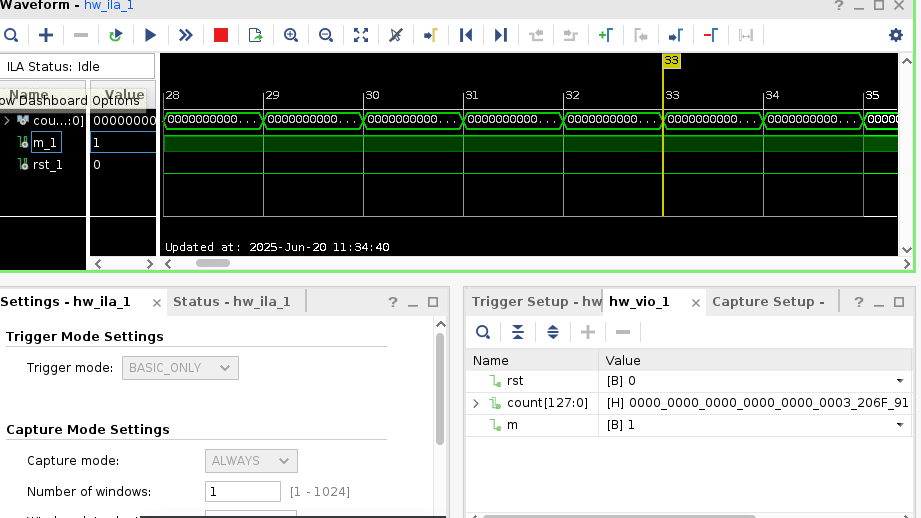 Waveform - hw_ila_1
? _ □ ×
ILA Status: Idle
33
Name Value 28 29 30 31 32 33 34 35
ow Dashboard Options
cou...:0] 00000000 0000000000... 0000000000... 0000000000... 0000000000... 0000000000... 0000000000... 0000000000... 00000
m_1 1
rst_1 0
Updated at: 2025-Jun-20 11:34:40
Settings - hw_ila_1 × Status - hw_ila_1 ? _ □
Trigger Mode Settings
Trigger mode: BASIC_ONLY
Capture Mode Settings
Capture mode: ALWAYS
Number of windows: 1 [1 - 1024]
Trigger Setup - hw hw_vio_1 × Capture Setup - ? _ □
Name Value
rst [B] 0
count[127:0] [H] 0000_0000_0000_0000_0000_0003_206F_91
m [B] 1